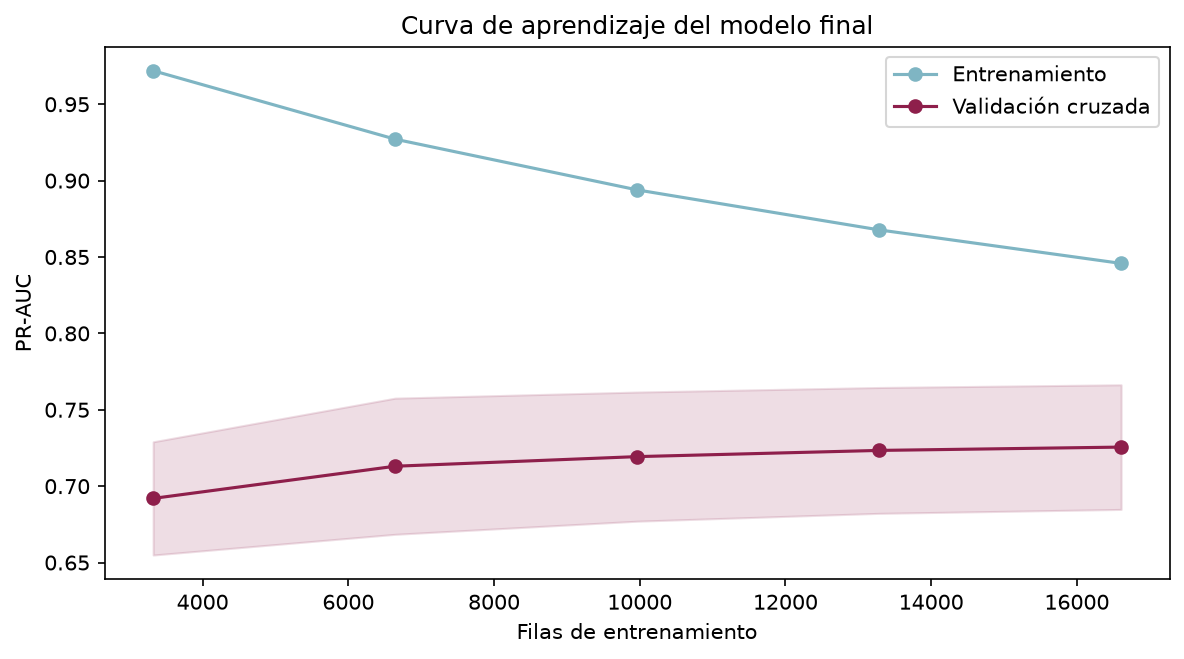 Curva de aprendizaje del modelo final
Entrenamiento
Validación cruzada
PR-AUC
0.95
0.90
0.85
0.80
0.75
0.70
0.65
4000 6000 8000 10000 12000 14000 16000
Filas de entrenamiento